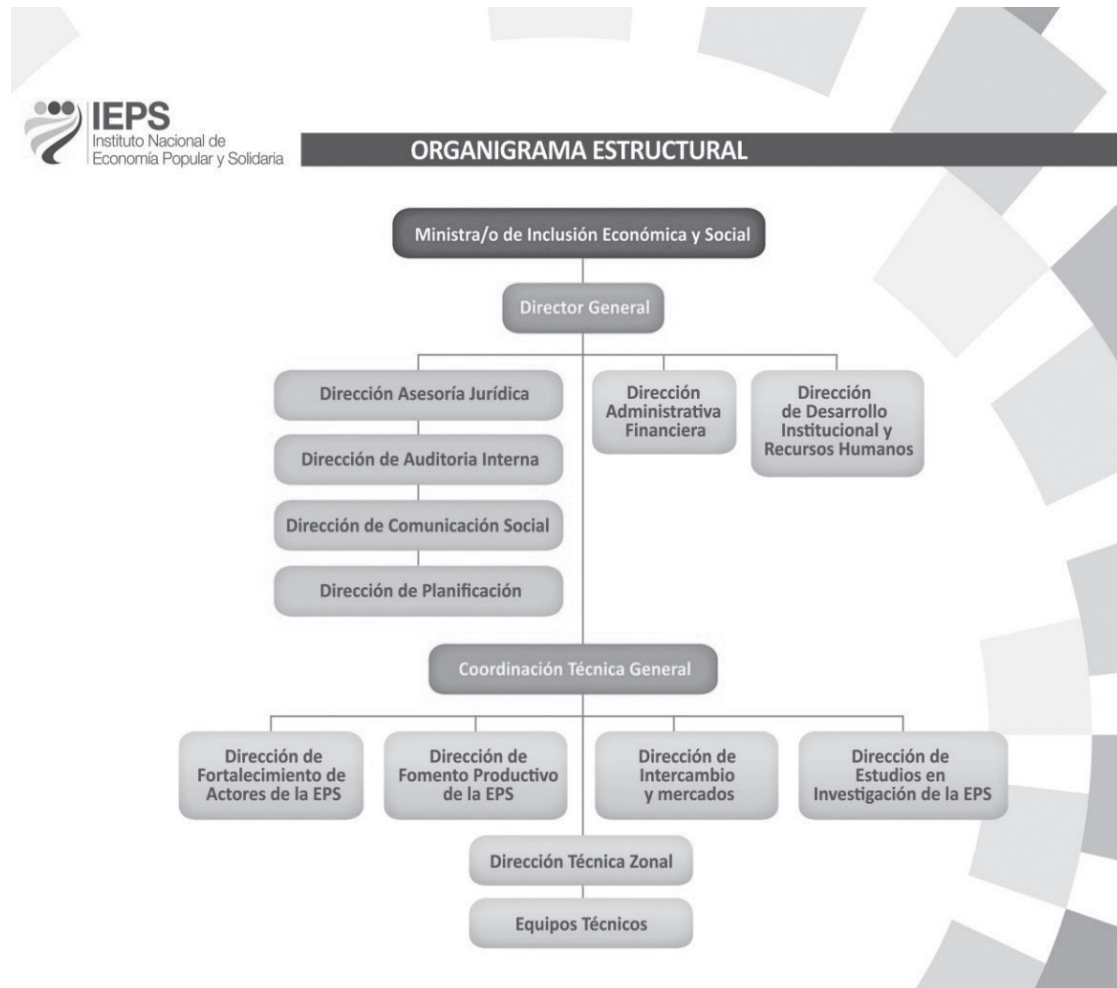 IEPS
Instituto Nacional de
Economía Popular y Solidaria
ORGANIGRAMA ESTRUCTURAL
Ministra/o de Inclusión Económica y Social
Director General
Dirección Asesoría Jurídica
Dirección de Auditoria Interna
Dirección de Comunicación Social
Dirección de Planificación
Dirección
Administrativa
Financiera
Dirección
de Desarrollo
Institucional y
Recursos Humanos
Coordinación Técnica General
Dirección de
Fortalecimiento de
Actores de la EPS
Dirección de
Fomento Productivo
de la EPS
Dirección de
Intercambio
y mercados
Dirección de
Estudios en
Investigación de la EPS
Dirección Técnica Zonal
Equipos Técnicos